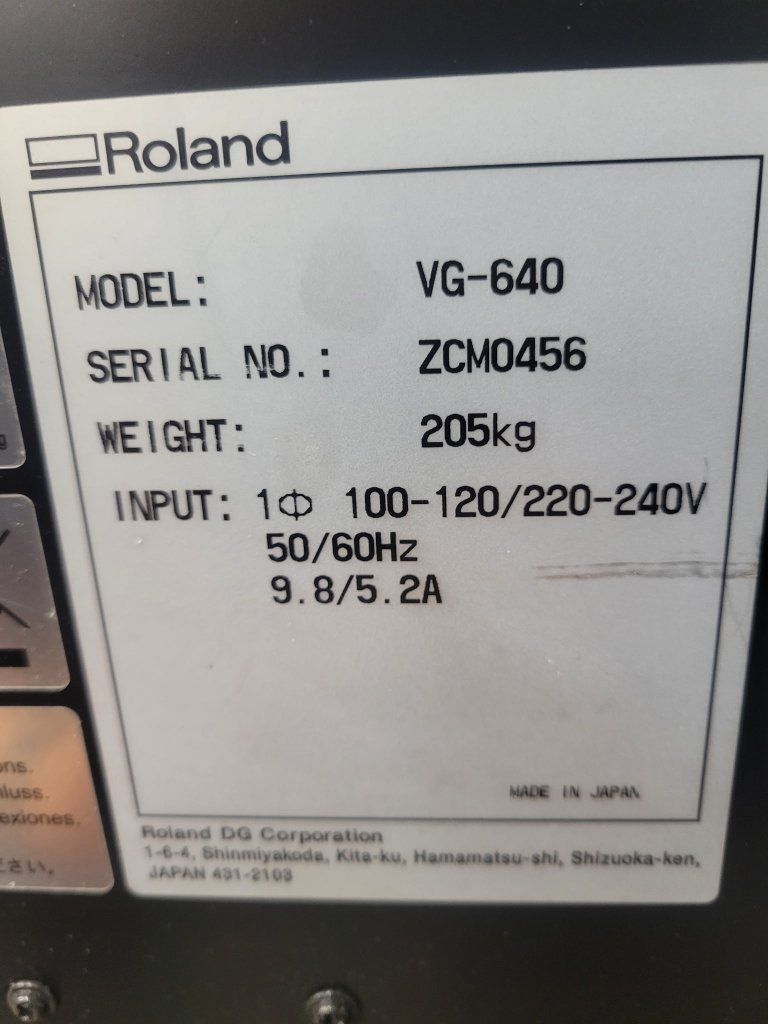 Roland
MODEL: VG-640
SERIAL NO.: ZCM0456
WEIGHT: 205kg
INPUT: 1Φ 100-120/220-240V
50/60Hz
9.8/5.2A
MADE IN JAPAN
Roland DG Corporation
1-6-4, Shinmiyakoda, Kita-ku, Hamamatsu-shi, Shizuoka-ken,
JAPAN 431-2103